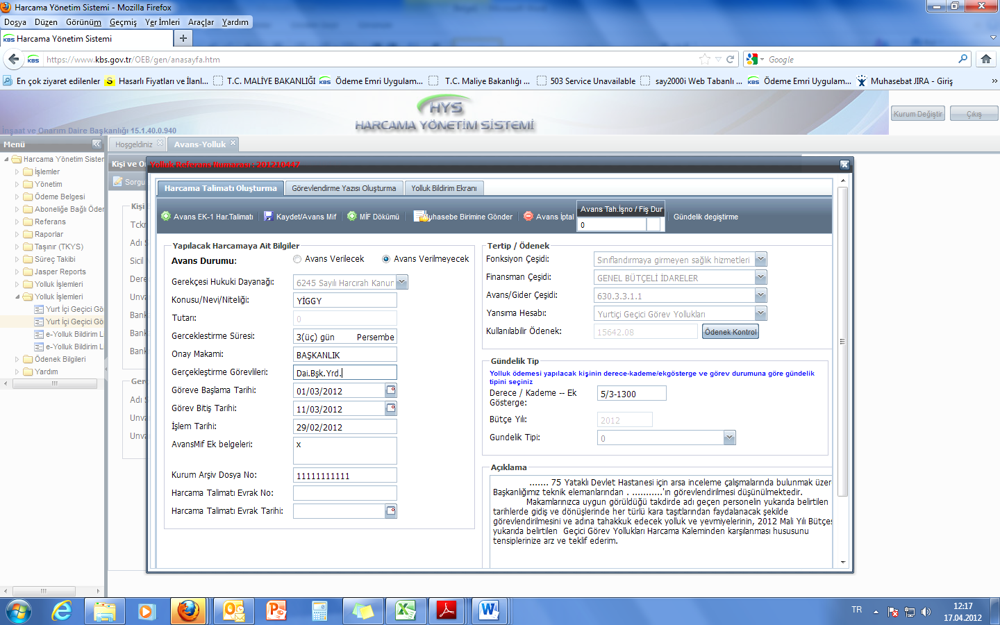 Harcama Yönetim Sistemi - Mozilla Firefox
Dosya Düzen Görünüm Geçmiş Yer İmleri Araçlar Yardım
KBS Harcama Yönetim Sistemi
KBS https://www.kbs.gov.tr/OEB/gen/anasayfa.htm
Google
En çok ziyaret edilenler
S Hasarlı Fiyatları ve İlanl...
T.C. MALİYE BAKANLIĞI
KBS Ödeme Emri Uygulam...
T.C. Maliye Bakanlığı ...
503 Service Unavailable
say2000i Web Tabanlı ...
KBS Ödeme Emri Uygulam...
Muhasebat JIRA - Giriş
»
HYS
HARCAMA YÖNETİM SİSTEMİ
İnşaat ve Onarım Daire Başkanlığı 15.1.40.0.940
Kurum Değiştir
Çıkış
Menü
Hoşgeldiniz
Avans-Yolluk
Harcama Yönetim Sister
İşlemler
Yönetim
Ödeme Belgesi
Aboneliğe Bağlı Öder
Referans
Raporlar
Taşınır (TKYS)
Süreç Takibi
Jasper Reports
Yolluk İşlemleri
Yolluk İşlemleri
Yurt İçi Geçici Gö
Yurt İçi Geçici Gö
e-Yolluk Bildirim L
e-Yolluk Bildirim L
Ödenek Bilgileri
Yardım
Kişi ve O
Sorgu
Kişi E
Tckn
Adı S
Sicil
Dere
Unva
Bank
Bank
Bank
Ger
Adı S
Unva
Unva
Yolluk Referans Numarası : 201210447
Harcama Talimatı Oluşturma
Görevlendirme Yazısı Oluşturma
Yolluk Bildirim Ekranı
Avans EK-1 Har.Talimatı
Kaydet/Avans Mif
MİF DÖKÜMÜ
Muhasebe Birimine Gönder
Avans İptal
Avans Tah.İşno / Fiş Dur
0
Gündelik degiştirme
Yapılacak Harcamaya Ait Bilgiler
Avans Durumu: Avans Verilecek Avans Verilmeyecek
Gerekçesi Hukuki Dayanağı: 6245 Sayılı Harcırah Kanur
Konusu/Nevi/Niteliği: YİGGY
Tutarı: 0
Gerceklestirme Süresi: 3(üç) gün Persembe
Onay Makami: BAŞKANLIK
Gerçekleştirme Görevlileri: Dai.Bşk.Yrd.
Göreve Başlama Tarihi: 01/03/2012
Görev Bitiş Tarihi: 11/03/2012
İşlem Tarihi: 29/02/2012
AvansMif Ek belgeleri: x
Kurum Arşiv Dosya No: 11111111111
Harcama Talimatı Evrak No:
Harcama Talimatı Evrak Tarihi:
Tertip / Ödenek
Fonksiyon Çeşidi: Sınıflandırmaya girmeyen sağlık hizmetleri
Finansman Çeşidi: GENEL BÜTÇELİ İDARELER
Avans/Gider Çeşidi: 630.3.3.1.1
Yansıma Hesabı: Yurtiçi Geçici Görev Yollukları
Kullanılabilir Ödenek: 15642.08 Ödenek Kontrol
Gündelik Tip
Yolluk ödemesi yapılacak kişinin derece-kademe/ekgösterge ve görev durumuna göre gündelik
tipini seçiniz
Derece / Kademe -- Ek
Gösterge: 5/3-1300
Bütçe Yılı: 2012
Gundelik Tipi: 0
Açıklama
....... 75 Yataklı Devlet Hastanesi için arsa inceleme çalışmalarında bulunmak üzer
Başkanlığımız teknik elemanlarından . ...........'ın görevlendirilmesi düşünülmektedir.
Makamlarınızca uygun görüldüğü takdirde adı geçen personelin yukarıda belirtilen
tarihlerde gidiş ve dönüşlerinde her türlü kara taşıtlarından faydalanacak şekilde
görevlendirilmesini ve adına tahakkuk edecek yolluk ve yevmiyelerinin, 2012 Mali Yılı Bütçes
yukarıda belirtilen Geçici Görev Yollukları Harcama Kaleminden karşılanması hususunu
tensiplerinize arz ve teklif ederim.
TR
12:17
17.04.2012